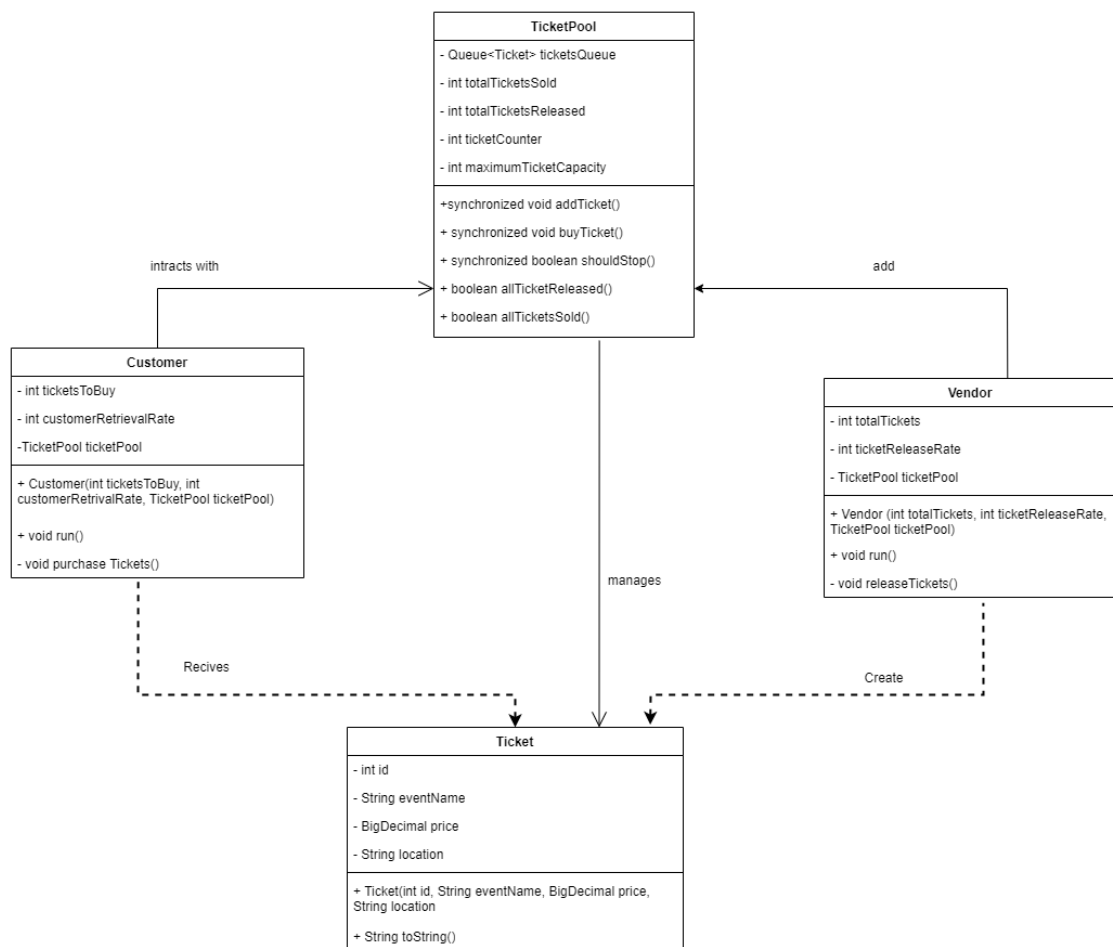 TicketPool
- Queue<Ticket> ticketsQueue
- int totalTicketsSold
- int totalTicketsReleased
- int ticketCounter
- int maximumTicketCapacity
+synchronized void addTicket()
+ synchronized void buyTicket()
+ synchronized boolean shouldStop()
+ boolean allTicketReleased()
+ boolean allTicketsSold()
intracts with
add
Customer
- int ticketsToBuy
- int customerRetrievalRate
-TicketPool ticketPool
+ Customer(int ticketsToBuy, int
customerRetrivalRate, TicketPool ticketPool)
+ void run()
- void purchase Tickets()
Vendor
- int totalTickets
- int ticketReleaseRate
- TicketPool ticketPool
+ Vendor (int totalTickets, int ticketReleaseRate,
TicketPool ticketPool)
+ void run()
- void releaseTickets()
manages
Recives
Create
Ticket
- int id
- String eventName
- BigDecimal price
- String location
+ Ticket(int id, String eventName, BigDecimal price,
String location
+ String toString()